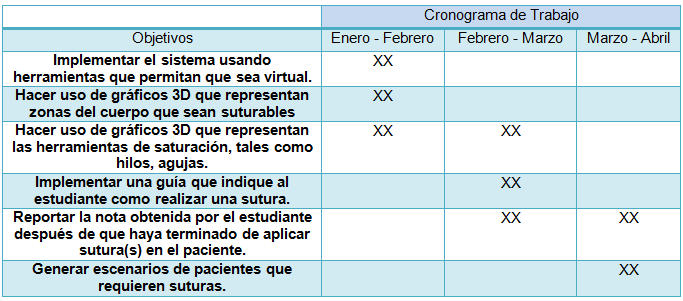 Cronograma de Trabajo
Objetivos Enero - Febrero Febrero - Marzo Marzo - Abril
Implementar el sistema usando XX
herramientas que permitan que sea virtual.
Hacer uso de gráficos 3D que representan XX
zonas del cuerpo que sean suturables
Hacer uso de gráficos 3D que representan XX XX
las herramientas de saturación, tales como
hilos, agujas.
Implementar una guía que indique al XX
estudiante como realizar una sutura.
Reportar la nota obtenida por el estudiante XX XX
después de que haya terminado de aplicar
sutura(s) en el paciente.
Generar escenarios de pacientes que XX
requieren suturas.